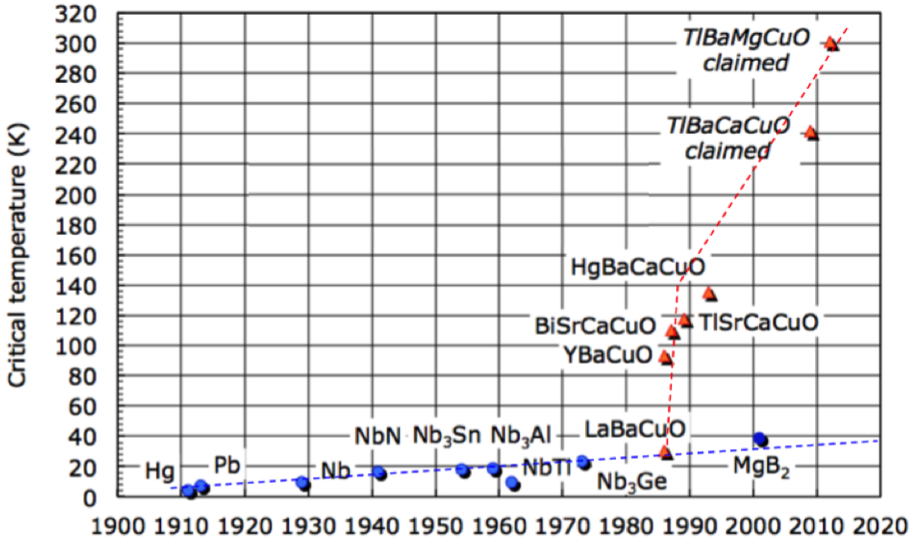 320
300
280
260
240
220
200
180
160
140
120
100
80
60
40
20
0
Critical temperature (K)
TlBaMgCuO
claimed
TlBaCaCuO
claimed
HgBaCaCuO
BiSrCaCuO
TlSrCaCuO
YBaCuO
LaBaCuO
NbN Nb₃Sn Nb₃Al
Hg Pb Nb NbTi Nb₃Ge MgB₂
1900 1910 1920 1930 1940 1950 1960 1970 1980 1990 2000 2010 2020